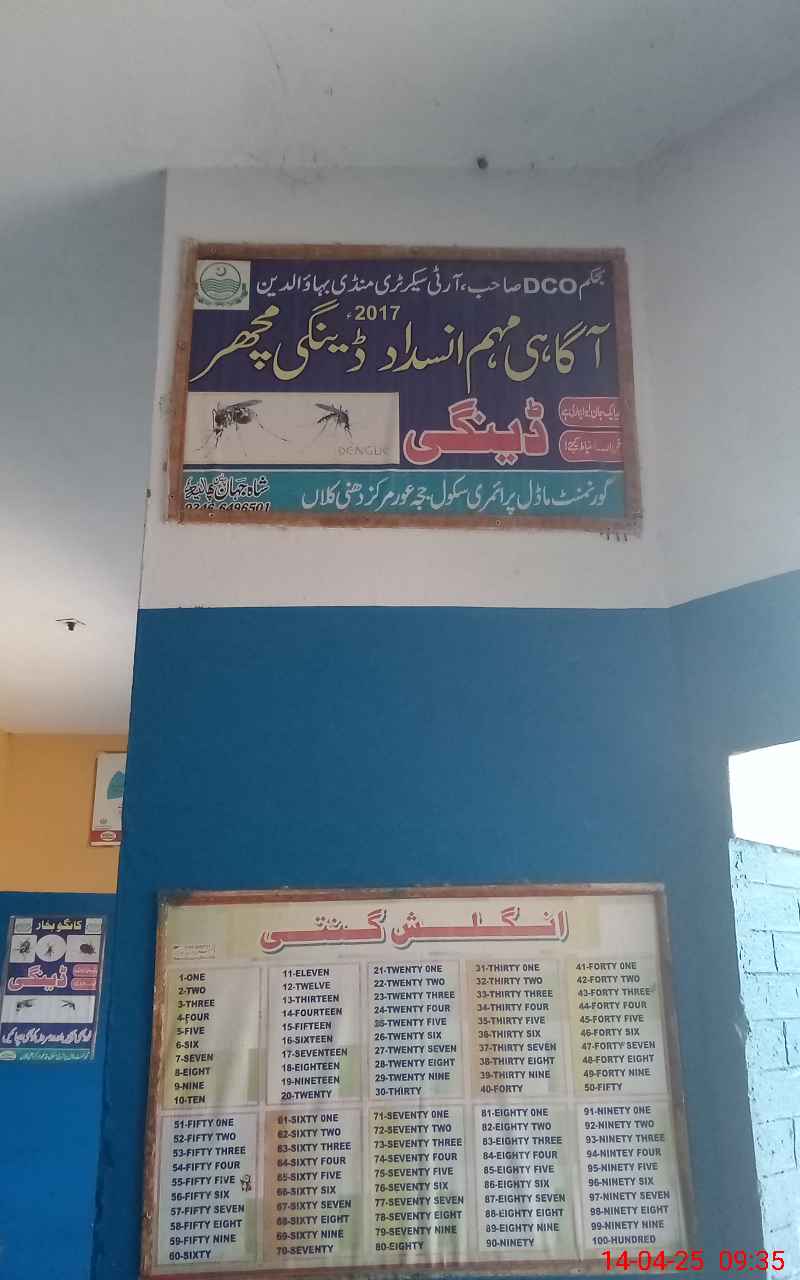 بحکم DCO صاحب، آرٹی سیکرٹری منڈی بہاؤالدین
2017ء
آگاہی مہم انسداد ڈینگی مچھر
DENGUE
ڈینگی
گورنمنٹ ماڈل پرائمری سکول ججہ عور مرکز دھنی کلاں
شاہ جہاں
0346-6496501
کانگو بخار
ڈینگی
انگلش گنتی
1-ONE
2-TWO
3-THREE
4-FOUR
5-FIVE
6-SIX
7-SEVEN
8-EIGHT
9-NINE
10-TEN
11-ELEVEN
12-TWELVE
13-THIRTEEN
14-FOURTEEN
15-FIFTEEN
16-SIXTEEN
17-SEVENTEEN
18-EIGHTEEN
19-NINETEEN
20-TWENTY
21-TWENTY ONE
22-TWENTY TWO
23-TWENTY THREE
24-TWENTY FOUR
25-TWENTY FIVE
26-TWENTY SIX
27-TWENTY SEVEN
28-TWENTY EIGHT
29-TWENTY NINE
30-THIRTY
31-THIRTY ONE
32-THIRTY TWO
33-THIRTY THREE
34-THIRTY FOUR
35-THIRTY FIVE
36-THIRTY SIX
37-THIRTY SEVEN
38-THIRTY EIGHT
39-THIRTY NINE
40-FORTY
41-FORTY ONE
42-FORTY TWO
43-FORTY THREE
44-FORTY FOUR
45-FORTY FIVE
46-FORTY SIX
47-FORTY SEVEN
48-FORTY EIGHT
49-FORTY NINE
50-FIFTY
51-FIFTY ONE
52-FIFTY TWO
53-FIFTY THREE
54-FIFTY FOUR
55-FIFTY FIVE
56-FIFTY SIX
57-FIFTY SEVEN
58-FIFTY EIGHT
59-FIFTY NINE
60-SIXTY
61-SIXTY ONE
62-SIXTY TWO
63-SIXTY THREE
64-SIXTY FOUR
65-SIXTY FIVE
66-SIXTY SIX
67-SIXTY SEVEN
68-SIXTY EIGHT
69-SIXTY NINE
70-SEVENTY
71-SEVENTY ONE
72-SEVENTY TWO
73-SEVENTY THREE
74-SEVENTY FOUR
75-SEVENTY FIVE
76-SEVENTY SIX
77-SEVENTY SEVEN
78-SEVENTY EIGHT
79-SEVENTY NINE
80-EIGHTY
81-EIGHTY ONE
82-EIGHTY TWO
83-EIGHTY THREE
84-EIGHTY FOUR
85-EIGHTY FIVE
86-EIGHTY SIX
87-EIGHTY SEVEN
88-EIGHTY EIGHT
89-EIGHTY NINE
90-NINETY
91-NINETY ONE
92-NINETY TWO
93-NINETY THREE
94-NINTEY FOUR
95-NINETY FIVE
96-NINETY SIX
97-NINETY SEVEN
98-NINETY EIGHT
99-NINETY NINE
100-HUNDRED
14-04-25 09:35